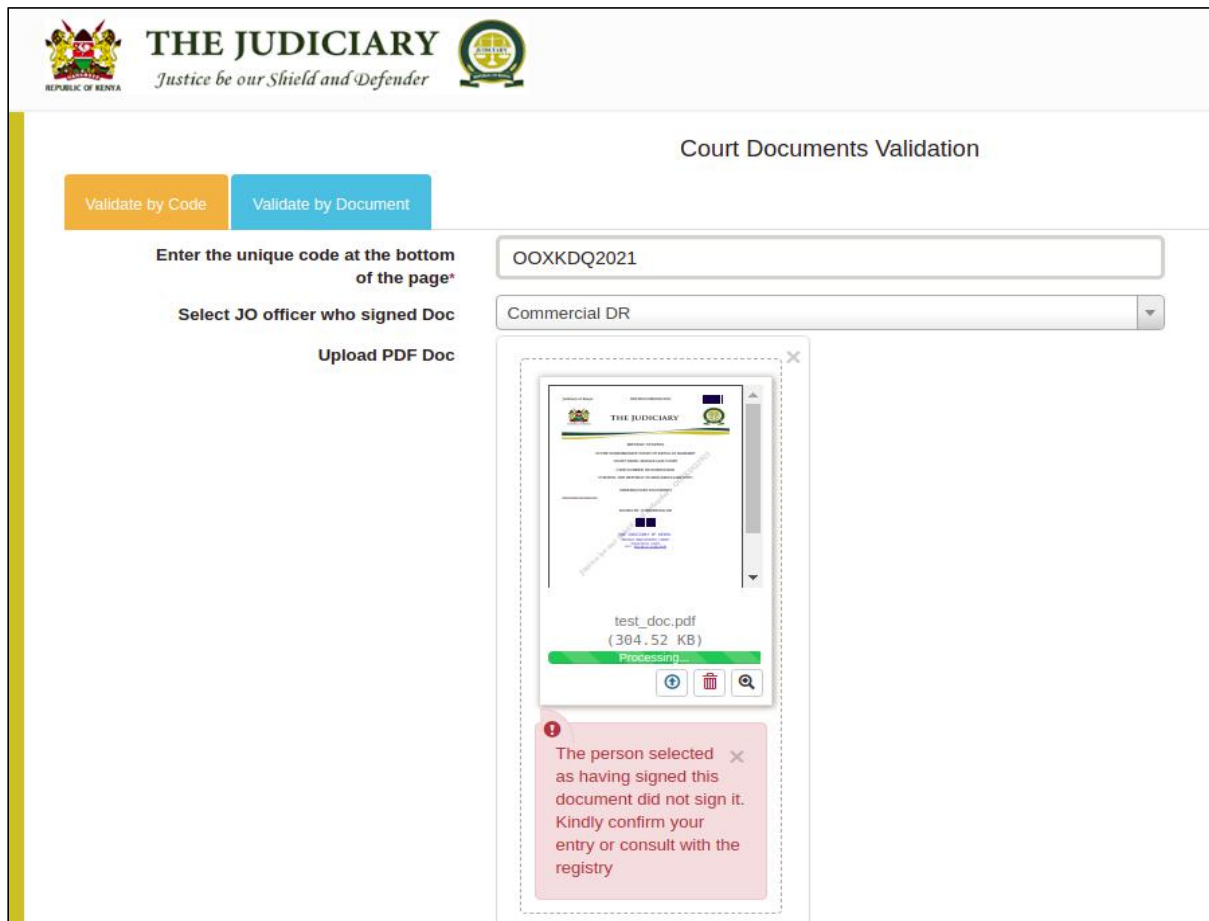 THE JUDICIARY
Justice be our Shield and Defender
REPUBLIC OF KENYA
JUDICIARY
Court Documents Validation
Validate by Code
Validate by Document
Enter the unique code at the bottom
of the page*
OOXKDQ2021
Select JO officer who signed Doc
Commercial DR
Upload PDF Doc
THE JUDICIARY
test_doc.pdf
(304.52 KB)
Processing...
The person selected
as having signed this
document did not sign it.
Kindly confirm your
entry or consult with the
registry